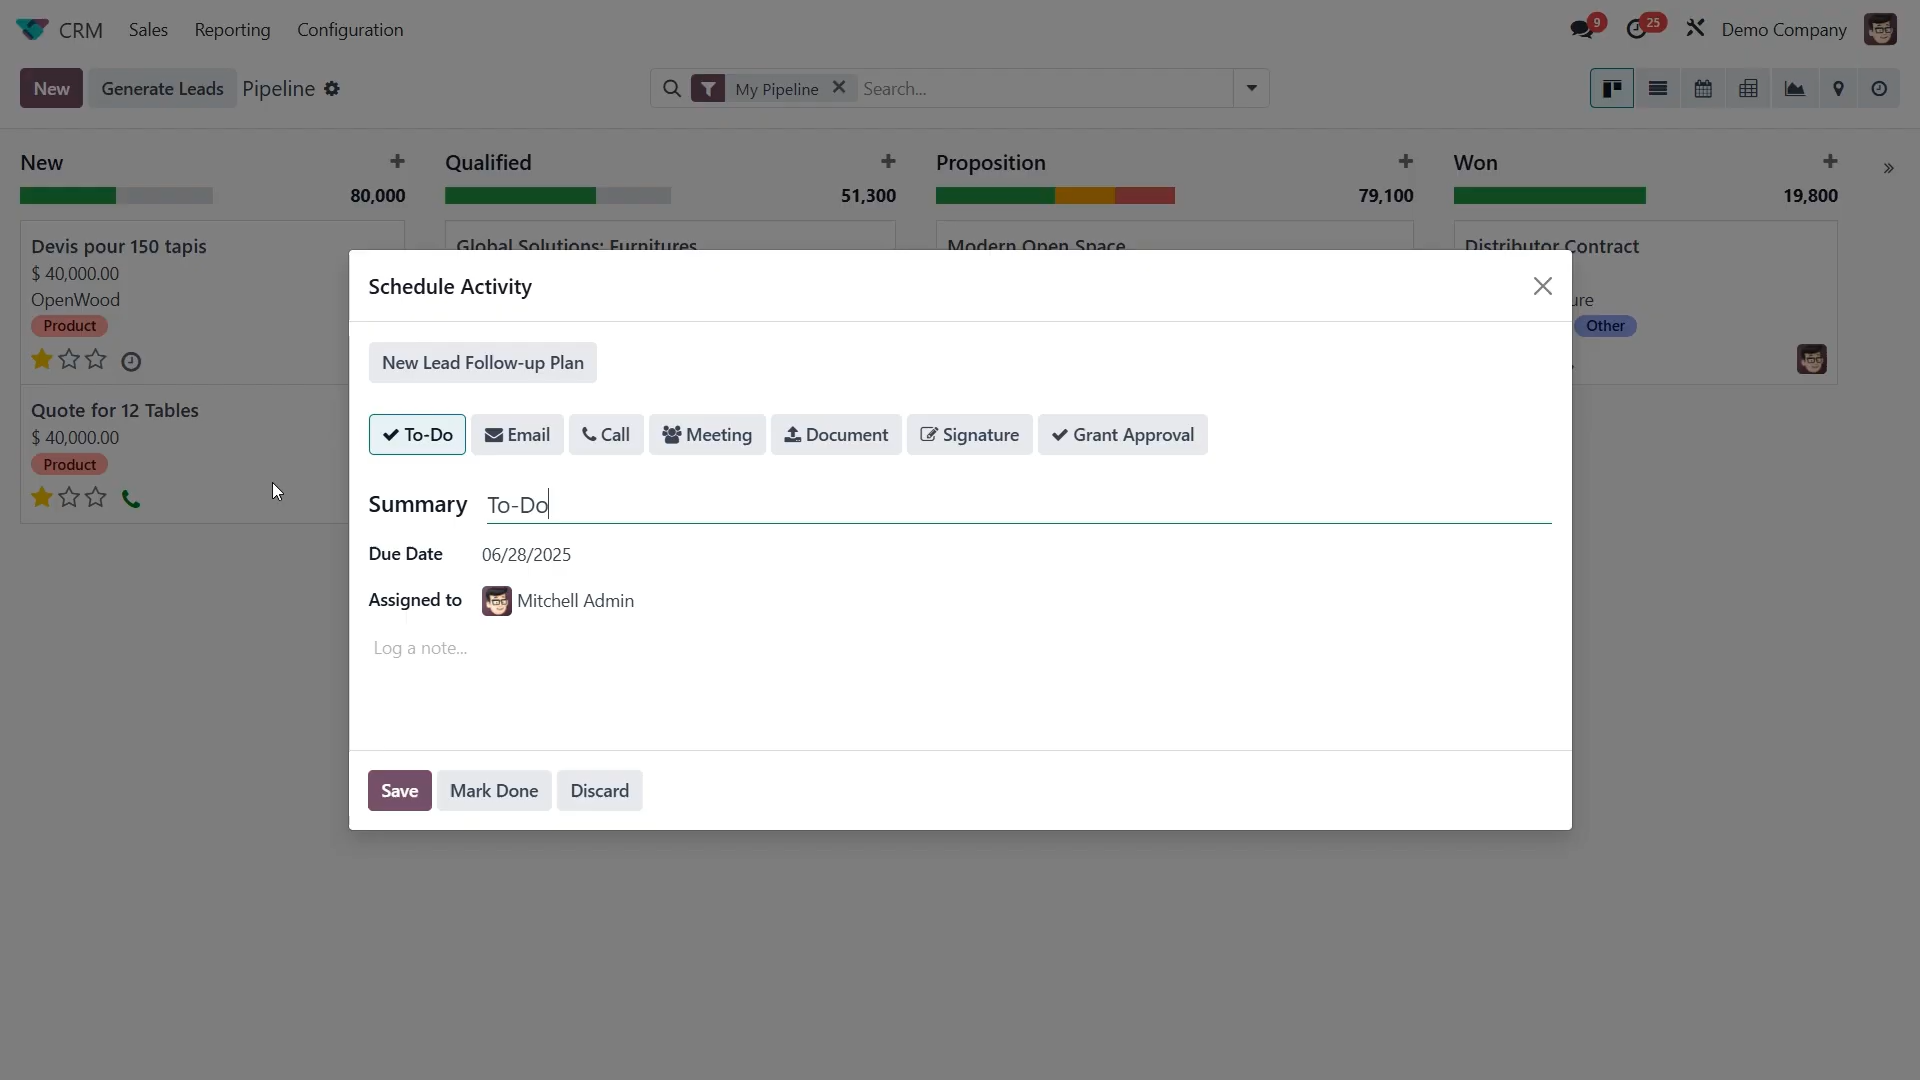 CRM Sales Reporting Configuration 9 25 Demo Company
New Generate Leads Pipeline My Pipeline Search...
New Qualified Proposition Won
80,000 51,300 79,100 19,800
Devis pour 150 tapis Global Solutions: Furnitures Modern Open Space Distributor Contract
$ 40,000.00
OpenWood ure
Product Other
Schedule Activity
New Lead Follow-up Plan
Quote for 12 Tables
$ 40,000.00
Product
To-Do Email Call Meeting Document Signature Grant Approval
Summary To-Do
Due Date 06/28/2025
Assigned to Mitchell Admin
Log a note...
Save Mark Done Discard